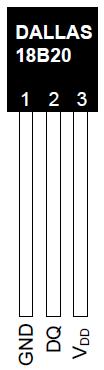 DALLAS
18B20
1 2 3
GND DQ VDD